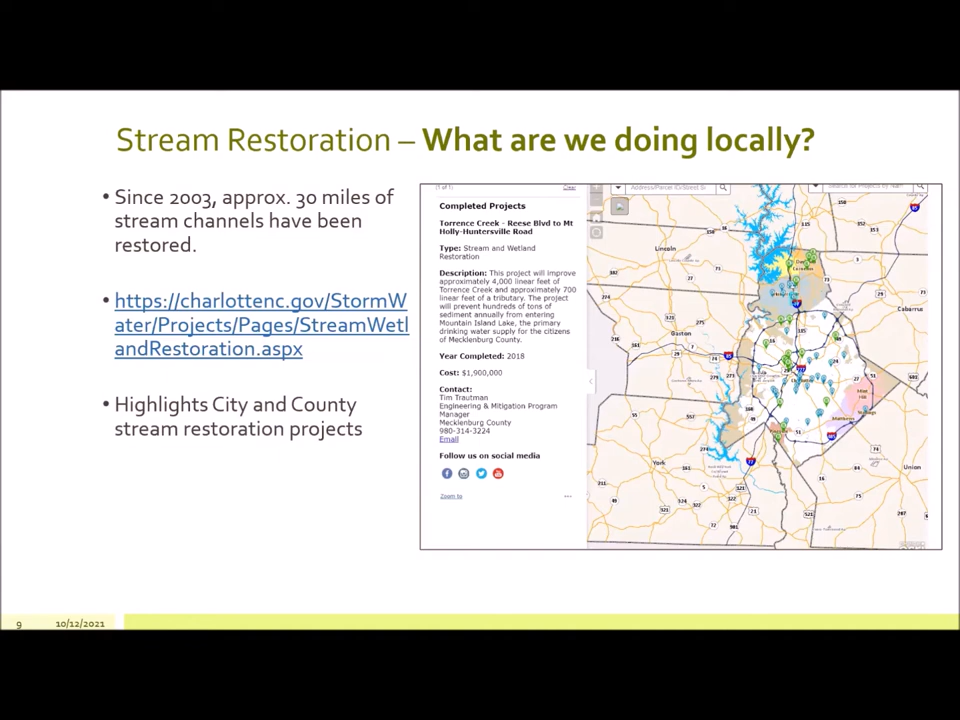 Stream Restoration – What are we doing locally?
• Since 2003, approx. 30 miles of
stream channels have been
restored.
• https://charlottenc.gov/StormW
ater/Projects/Pages/StreamWetl
andRestoration.aspx
• Highlights City and County
stream restoration projects
(1 of 1)
Clear
Completed Projects
Torrence Creek - Reese Blvd to Mt
Holly-Huntersville Road
Type: Stream and Wetland
Restoration
Description: This project will improve
approximately 4,000 linear feet of
Torrence Creek and approximately 700
linear feet of a tributary. The project
will prevent hundreds of tons of
sediment annually from entering
Mountain Island Lake, the primary
drinking water supply for the citizens
of Mecklenburg County.
Year Completed: 2018
Cost: $1,900,000
Contact:
Tim Trautman
Engineering & Mitigation Program
Manager
Mecklenburg County
980-314-3224
Email
Follow us on social media
Zoom to
Lincoln
Gaston
Cabarrus
York
Union
9
10/12/2021